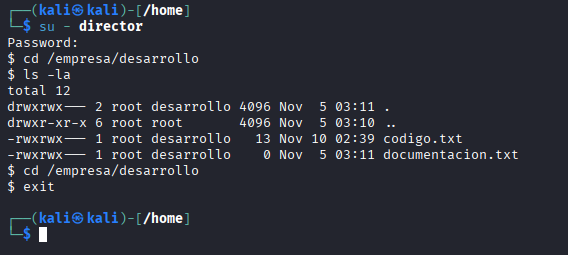 ┌──(kali㉿kali)-[/home]
└─$ su - director
Password:
$ cd /empresa/desarrollo
$ ls -la
total 12
drwxrwx--- 2 root desarrollo 4096 Nov  5 03:11 .
drwxr-xr-x 6 root root       4096 Nov  5 03:10 ..
-rwxrwx--- 1 root desarrollo   13 Nov 10 02:39 codigo.txt
-rwxrwx--- 1 root desarrollo    0 Nov  5 03:11 documentacion.txt
$ cd /empresa/desarrollo
$ exit
┌──(kali㉿kali)-[/home]
└─$